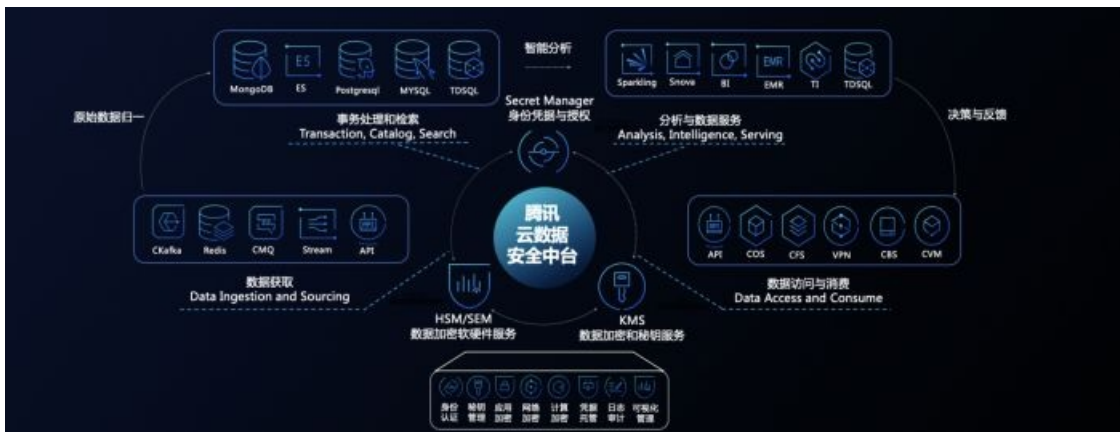 MongoDB
ES
ES
Postgresql
MYSQL
TDSQL
事务处理和检索
Transaction, Catalog, Search
智能分析
Sparkling
Snova
BI
EMR
EMR
TI
TDSQL
分析与数据服务
Analysis, Intelligence, Serving
原始数据归一
决策与反馈
Secret Manager
身份凭据与授权
腾讯
云数据
安全中台
CKafka
Redis
CMQ
Stream
API
数据获取
Data Ingestion and Sourcing
API
COS
CFS
VPN
CBS
CVM
数据访问与消费
Data Access and Consume
HSM/SEM
数据加密软硬件服务
KMS
数据加密和秘钥服务
身份
认证
秘钥
管理
应用
加密
网络
加密
计算
加密
凭据
托管
日志
审计
可视化
管理